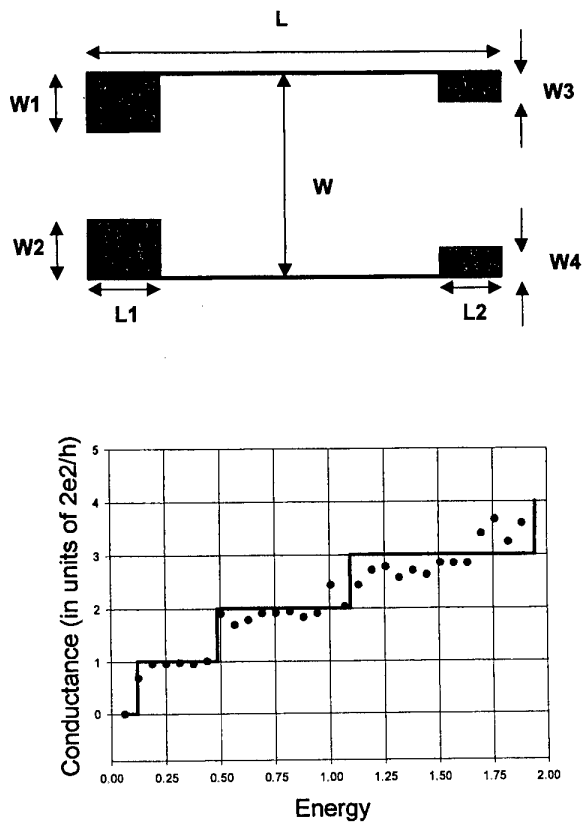 L
W1
W3
W
W2
W4
L1
L2
Conductance (in units of 2e2/h)
5
4
3
2
1
0
0.00 0.25 0.50 0.75 1.00 1.25 1.50 1.75 2.00
Energy